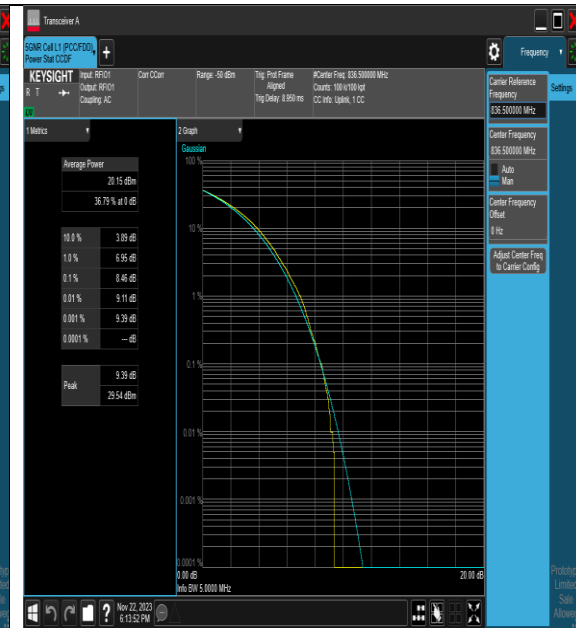 Transceiver A
5GNR Cell L1 (PCC/FDD),
Power Stat CCDF
+
Frequency
KEYSIGHT
R T
Input: RFIO1
Output: RFIO1
Coupling: AC
Corr CCorr
Range: -50 dBm
Trig: Prot Frame
Aligned
Trig Delay: 8.950 ms
#Center Freq: 836.500000 MHz
Counts: 100 k/100 kpt
CC Info: Uplink, 1 CC
Carrier Reference
Frequency
836.500000 MHz
Settings
1 Metrics
2 Graph
Gaussian
Center Frequency
836.500000 MHz
Auto
Man
Center Frequency
Offset
0 Hz
Adjust Center Freq
to Carrier Config
Average Power
20.15 dBm
36.79 % at 0 dB
10.0 % 3.89 dB
1.0 % 6.95 dB
0.1 % 8.46 dB
0.01 % 9.11 dB
0.001 % 9.39 dB
0.0001 % --- dB
Peak
9.39 dB
29.54 dBm
100 %
10 %
1 %
0.1 %
0.01 %
0.001 %
0.0001 %
0.00 dB
20.00 dB
Info BW 5.0000 MHz
?
Nov 22, 2023
6:13:52 PM